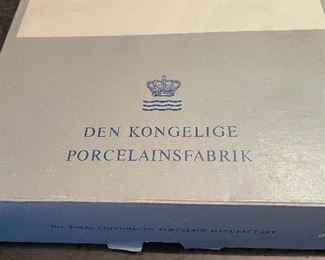 DEN KONGELIGE
PORCELAINSFABRIK
THE ROYAL COPENHAGEN PORCELAIN MANUFACTORY